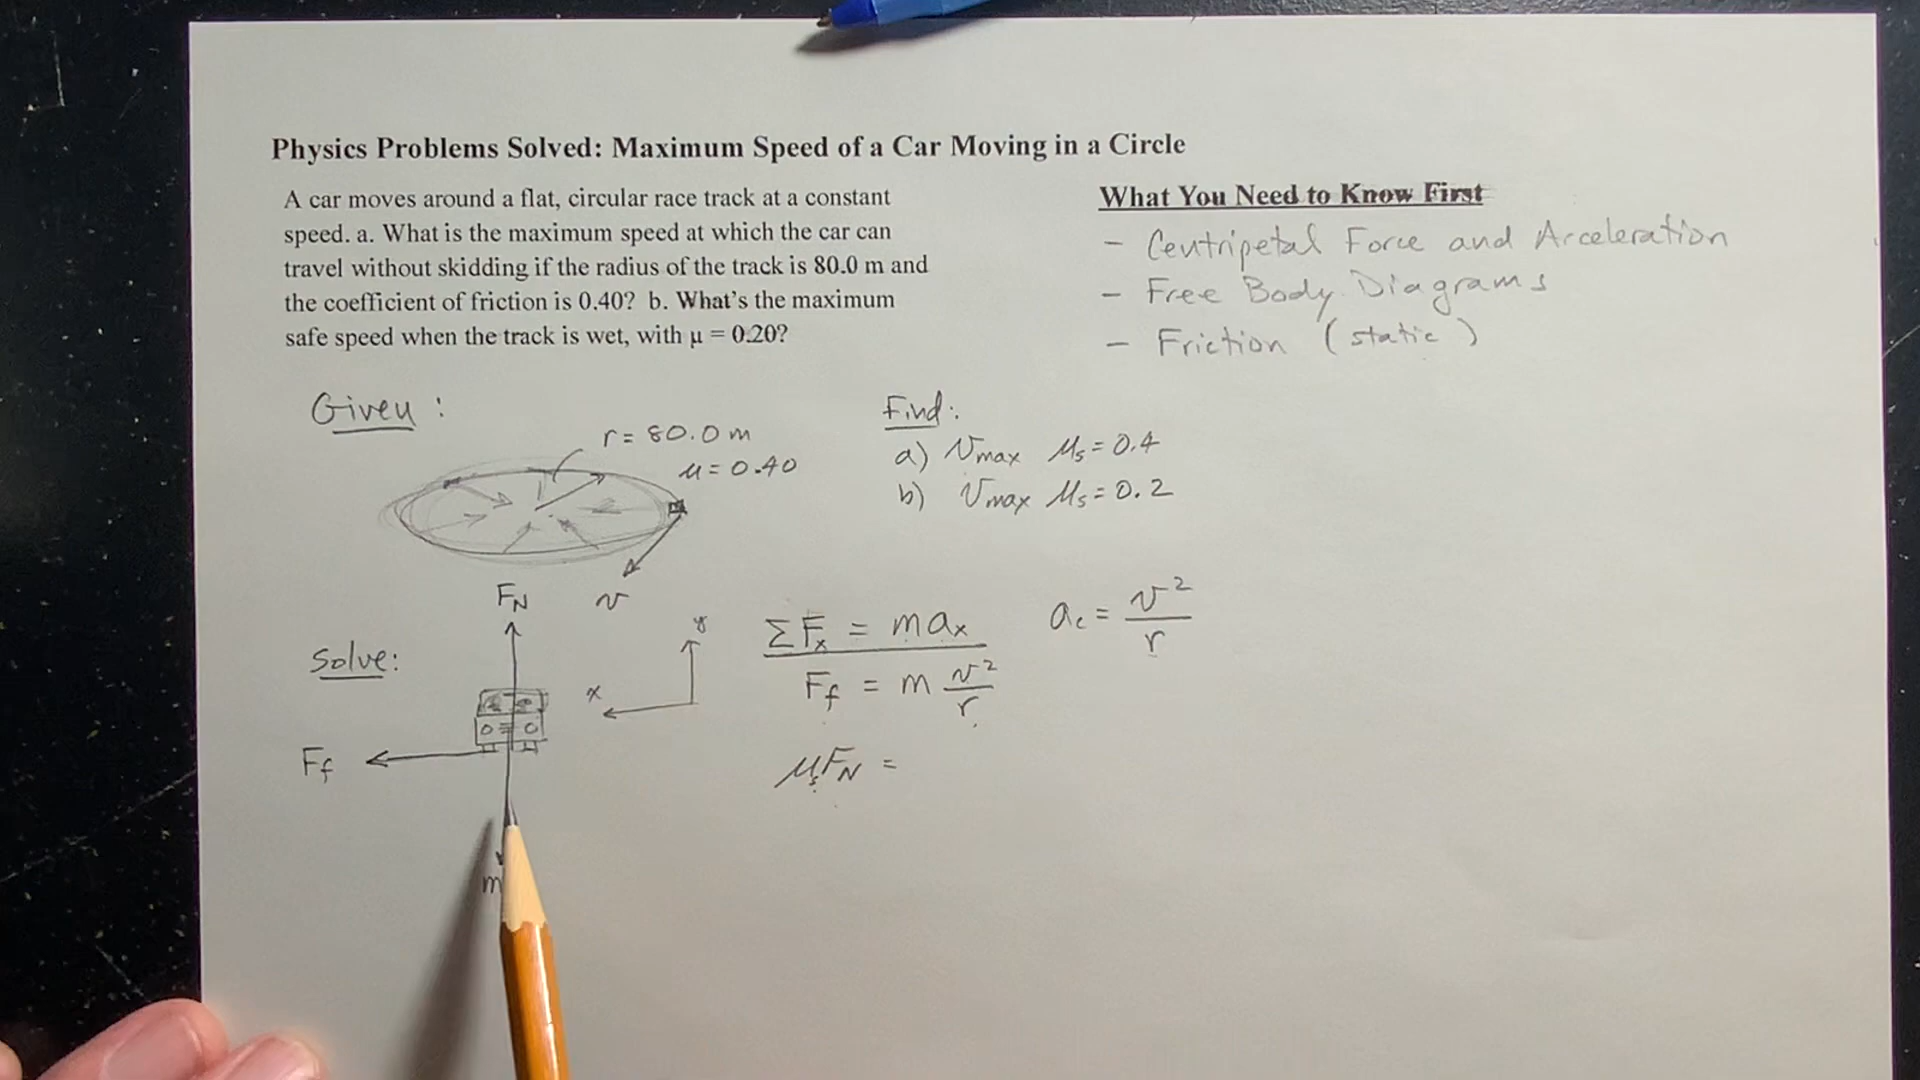 Physics Problems Solved: Maximum Speed of a Car Moving in a Circle
A car moves around a flat, circular race track at a constant
speed. a. What is the maximum speed at which the car can
travel without skidding if the radius of the track is 80.0 m and
the coefficient of friction is 0.40? b. What's the maximum
safe speed when the track is wet, with μ = 0.20?
What You Need to Know First
- Centripetal Force and Acceleration
- Free Body Diagrams
- Friction (static)
Given:
r = 80.0 m
μ = 0.40
v
Find:
a) vmax μs = 0.4
b) vmax μs = 0.2
Solve:
FN
Ff
m
y
x
ΣFx = max
Ff = m v²/r
μsFN =
ac = v²/r